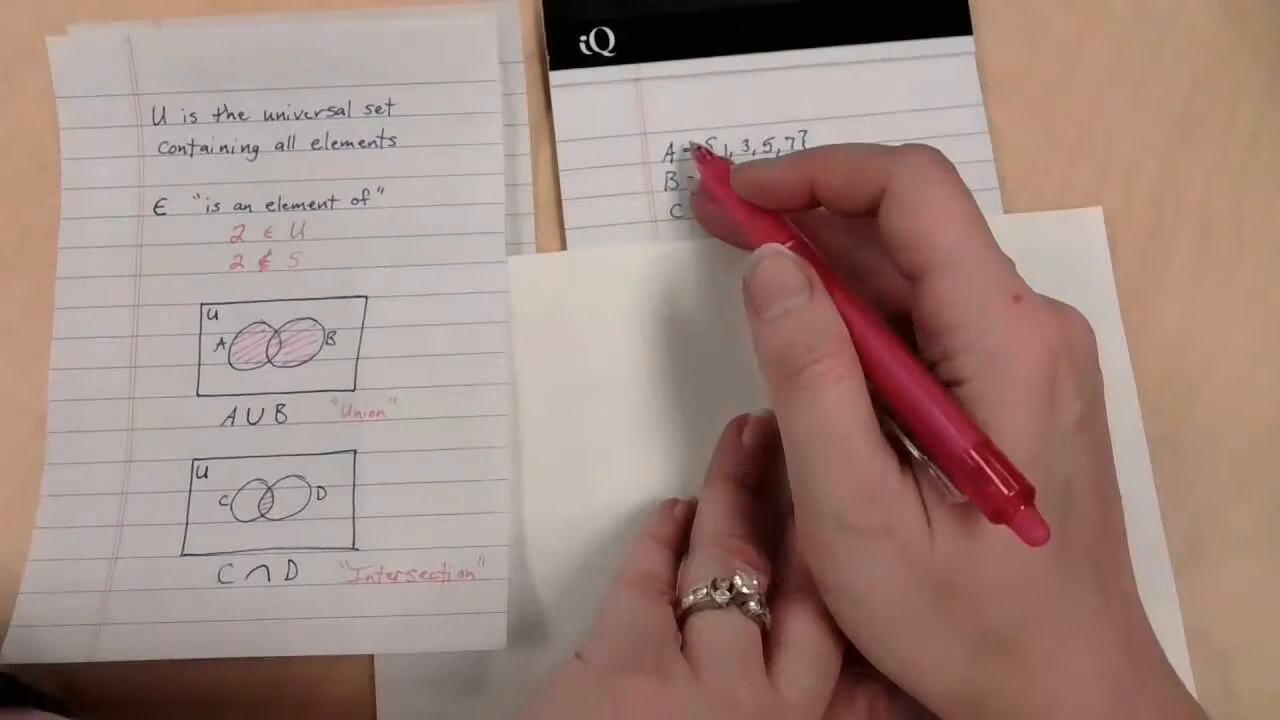 U is the universal set
containing all elements
∈ "is an element of"
2 ∈ U
2 ∉ S
U
A B
A ∪ B "Union"
U
C D
C ∩ D "Intersection"
iQ
A = { 1, 3, 5, 7}
B =
C